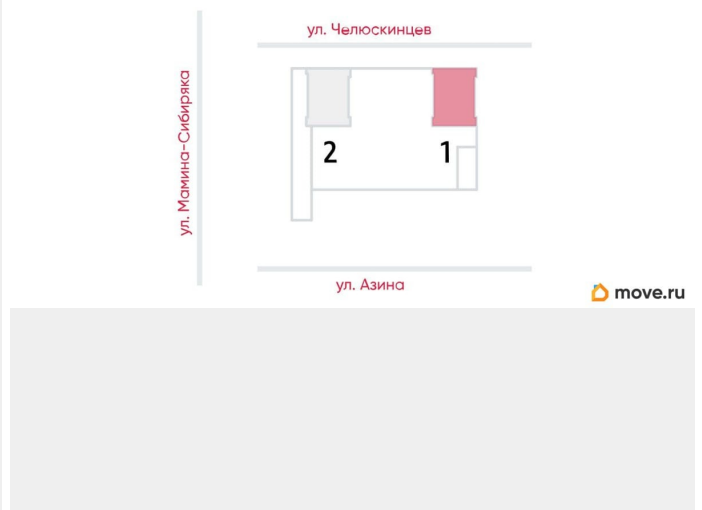 ул. Челюскинцев
ул. Мамина-Сибиряка
2
1
ул. Азина
move.ru